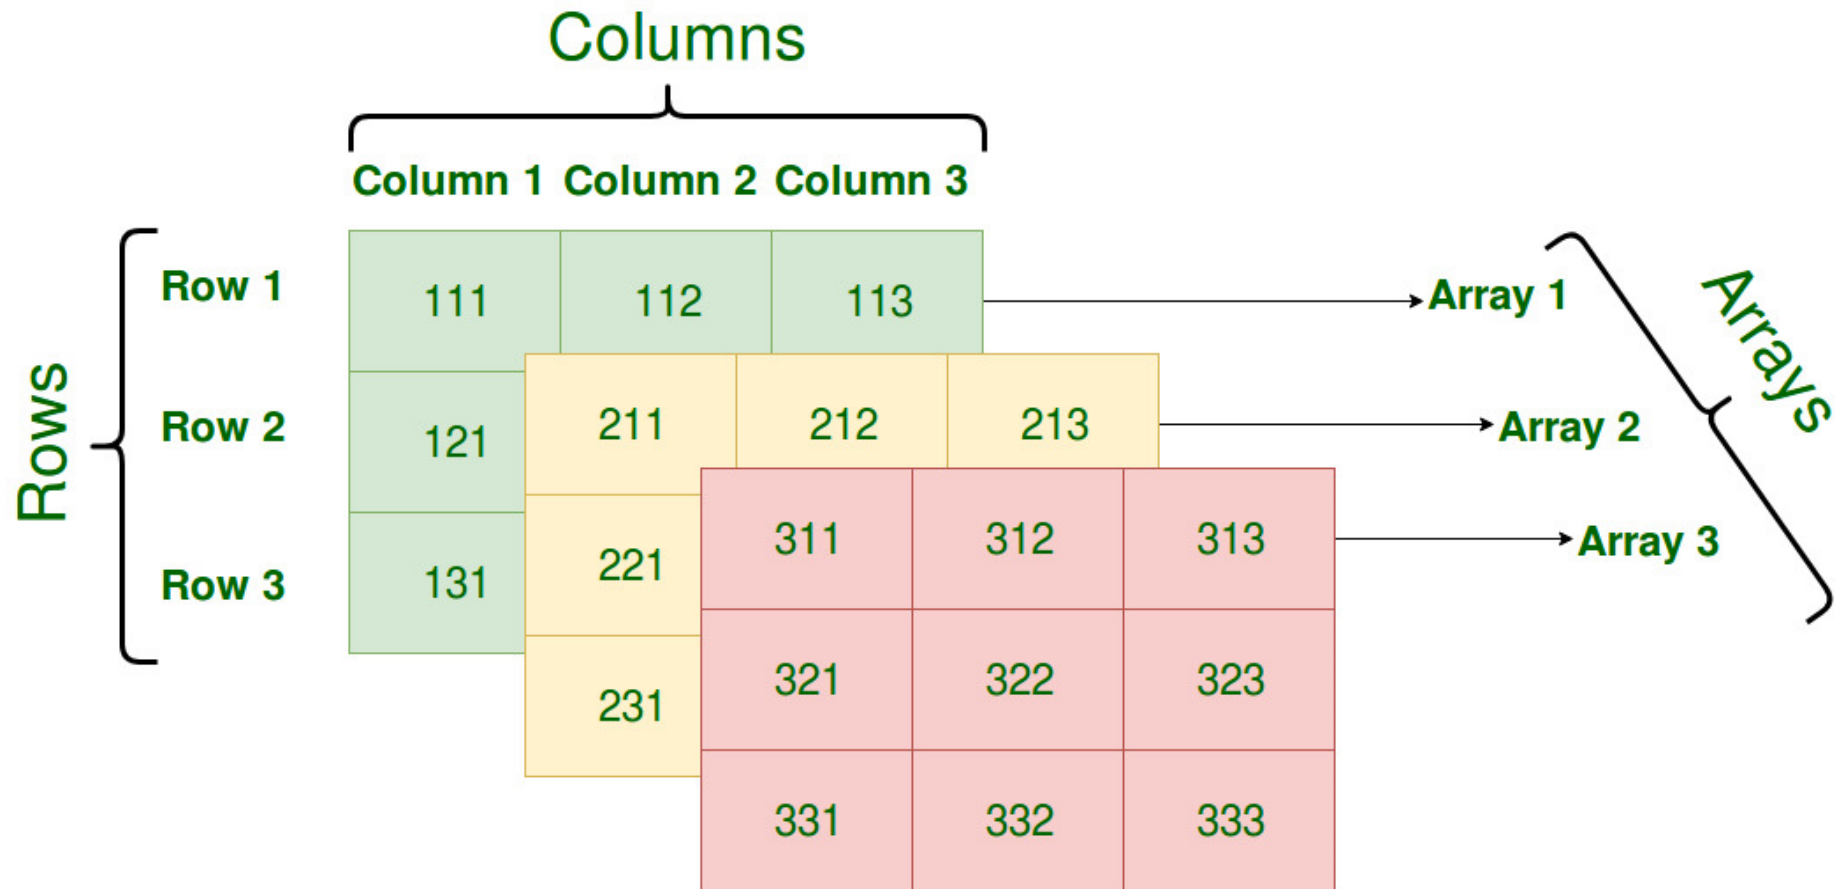 Columns
Column 1 Column 2 Column 3
Rows
Row 1
111 112 113
Array 1
Arrays
Row 2
121
211 212 213
Array 2
311 312 313
Array 3
Row 3
131
221
321 322 323
231
331 332 333